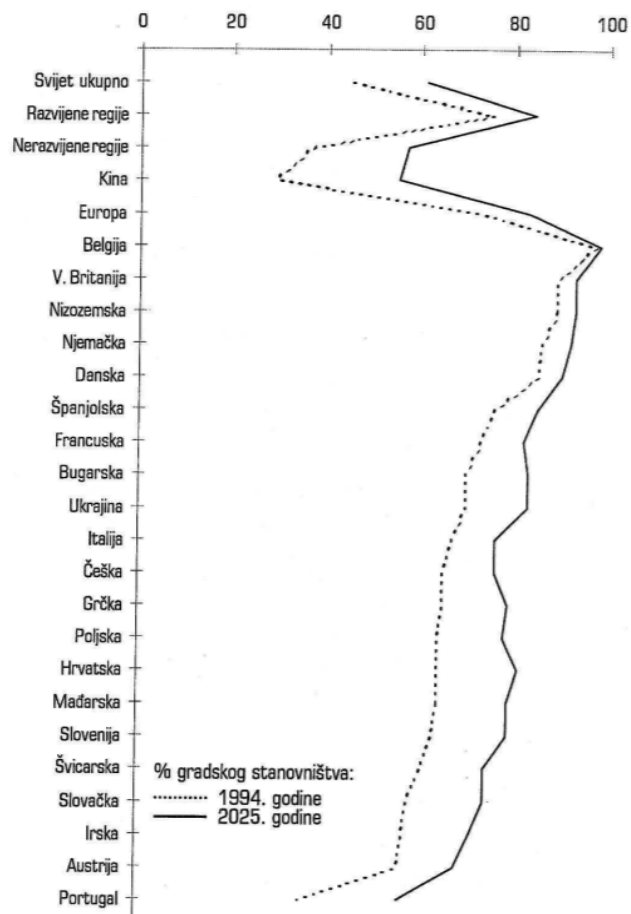 0 20 40 60 80 100
Svijet ukupno
Razvijene regije
Nerazvijene regije
Kina
Europa
Belgija
V. Britanija
Nizozemska
Njemačka
Danska
Španjolska
Francuska
Bugarska
Ukrajina
Italija
Češka
Grčka
Poljska
Hrvatska
Mađarska
Slovenija
Švicarska
Slovačka
Irska
Austrija
Portugal
% gradskog stanovništva:
1994. godine
2025. godine